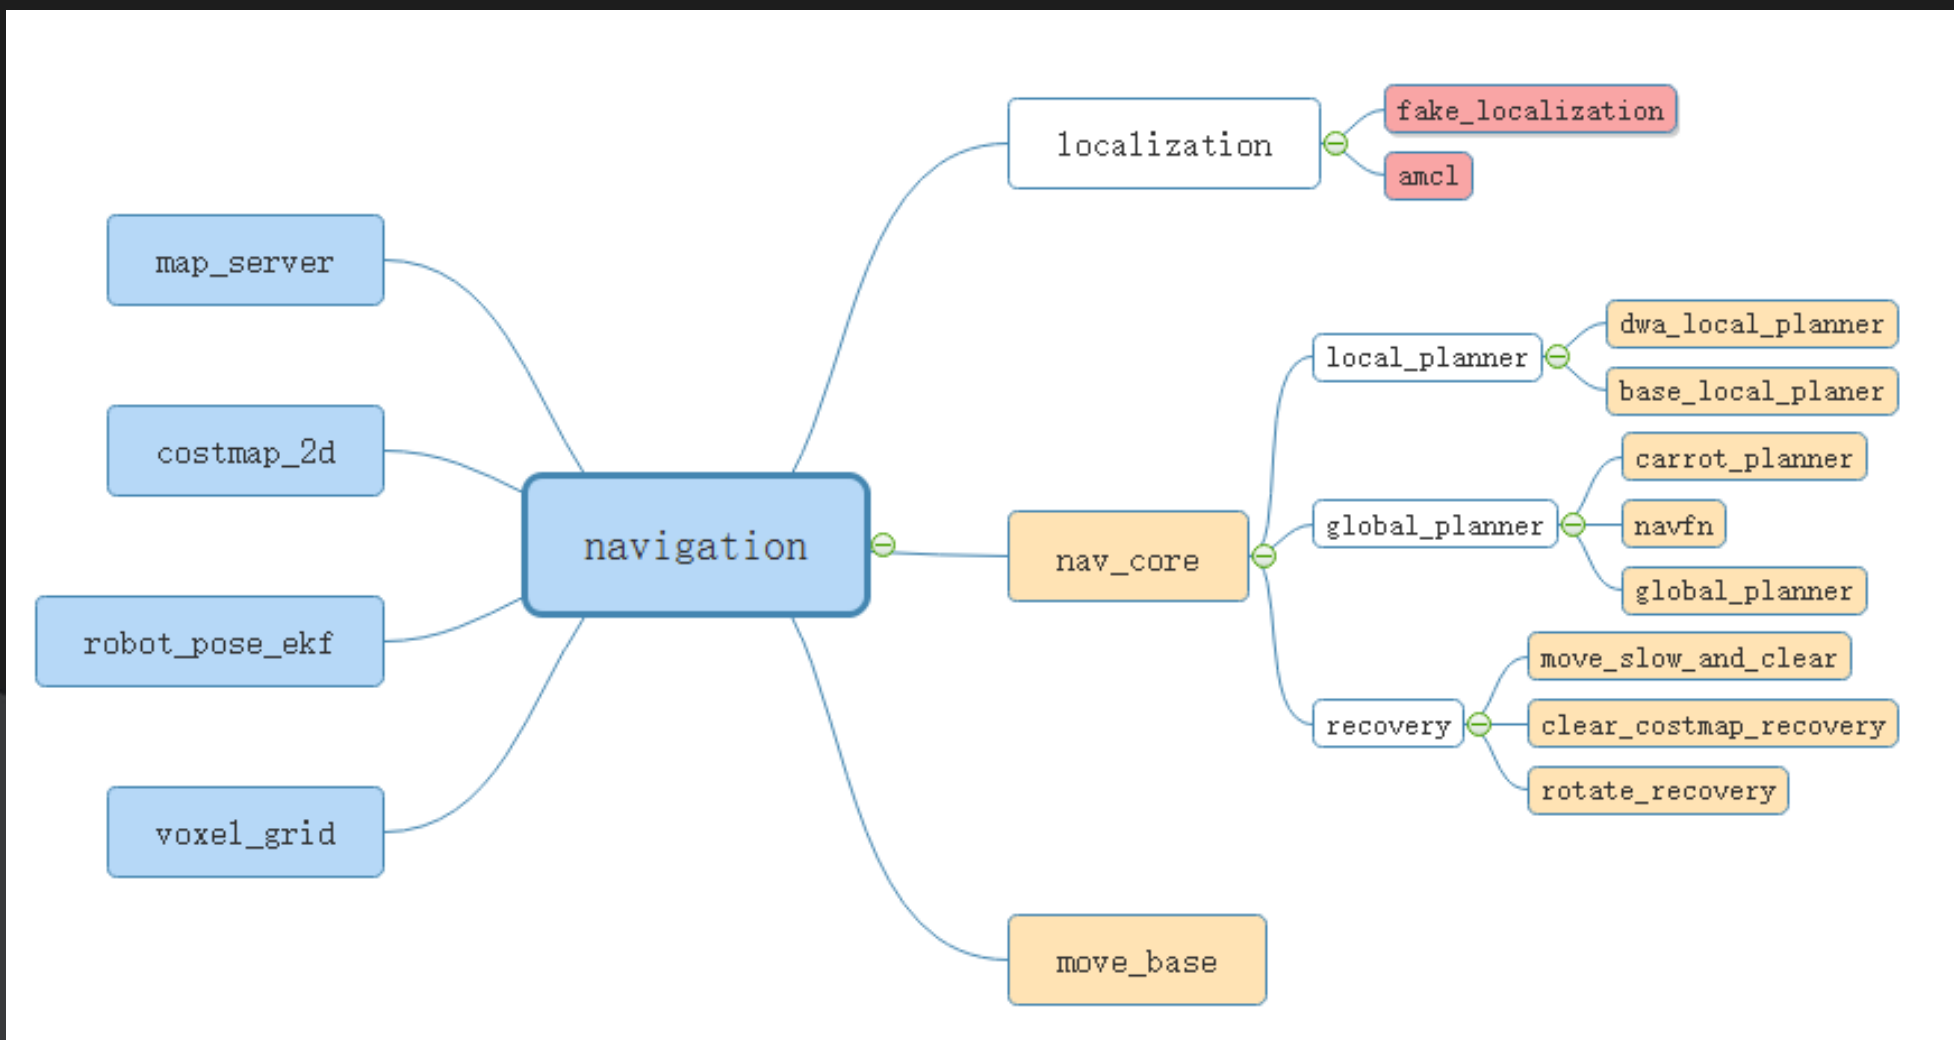 navigation
map_server
costmap_2d
robot_pose_ekf
voxel_grid
localization
fake_localization
amcl
nav_core
local_planner
dwa_local_planner
base_local_planer
global_planner
carrot_planner
navfn
global_planner
recovery
move_slow_and_clear
clear_costmap_recovery
rotate_recovery
move_base